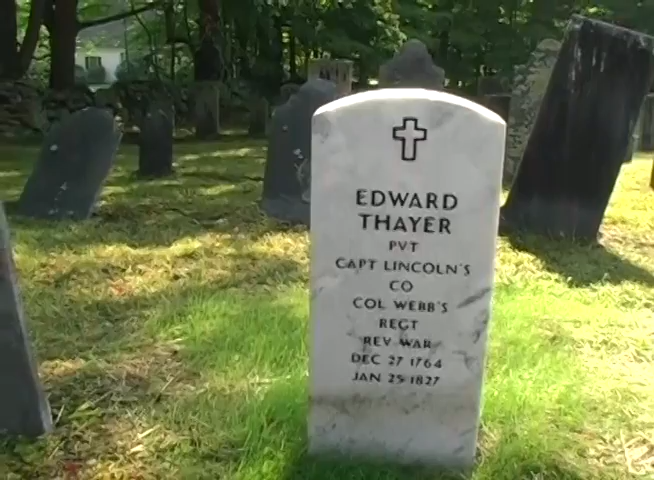 EDWARD
THAYER
PVT
CAPT LINCOLN'S
CO
COL WEBB'S
REGT
REV WAR
DEC 27 1764
JAN 25 1827